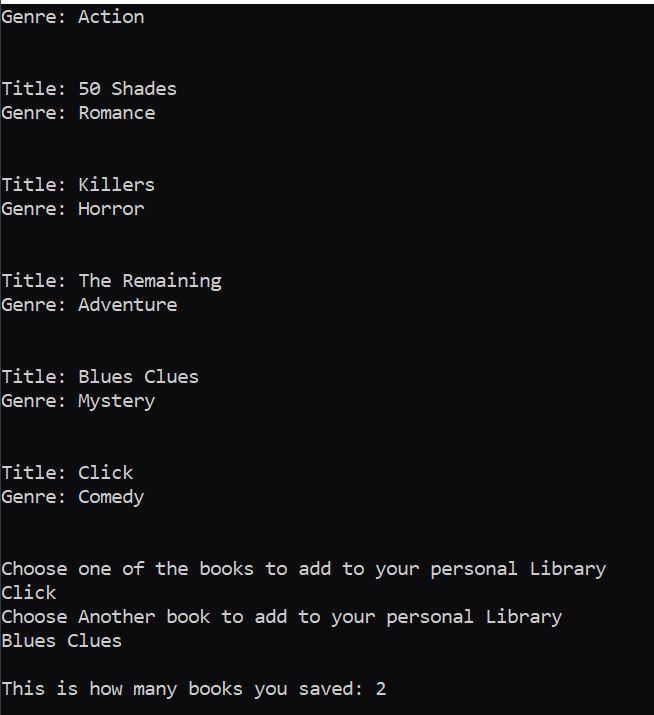 Genre: Action
Title: 50 Shades
Genre: Romance
Title: Killers
Genre: Horror
Title: The Remaining
Genre: Adventure
Title: Blues Clues
Genre: Mystery
Title: Click
Genre: Comedy
Choose one of the books to add to your personal Library
Click
Choose Another book to add to your personal Library
Blues Clues
This is how many books you saved: 2